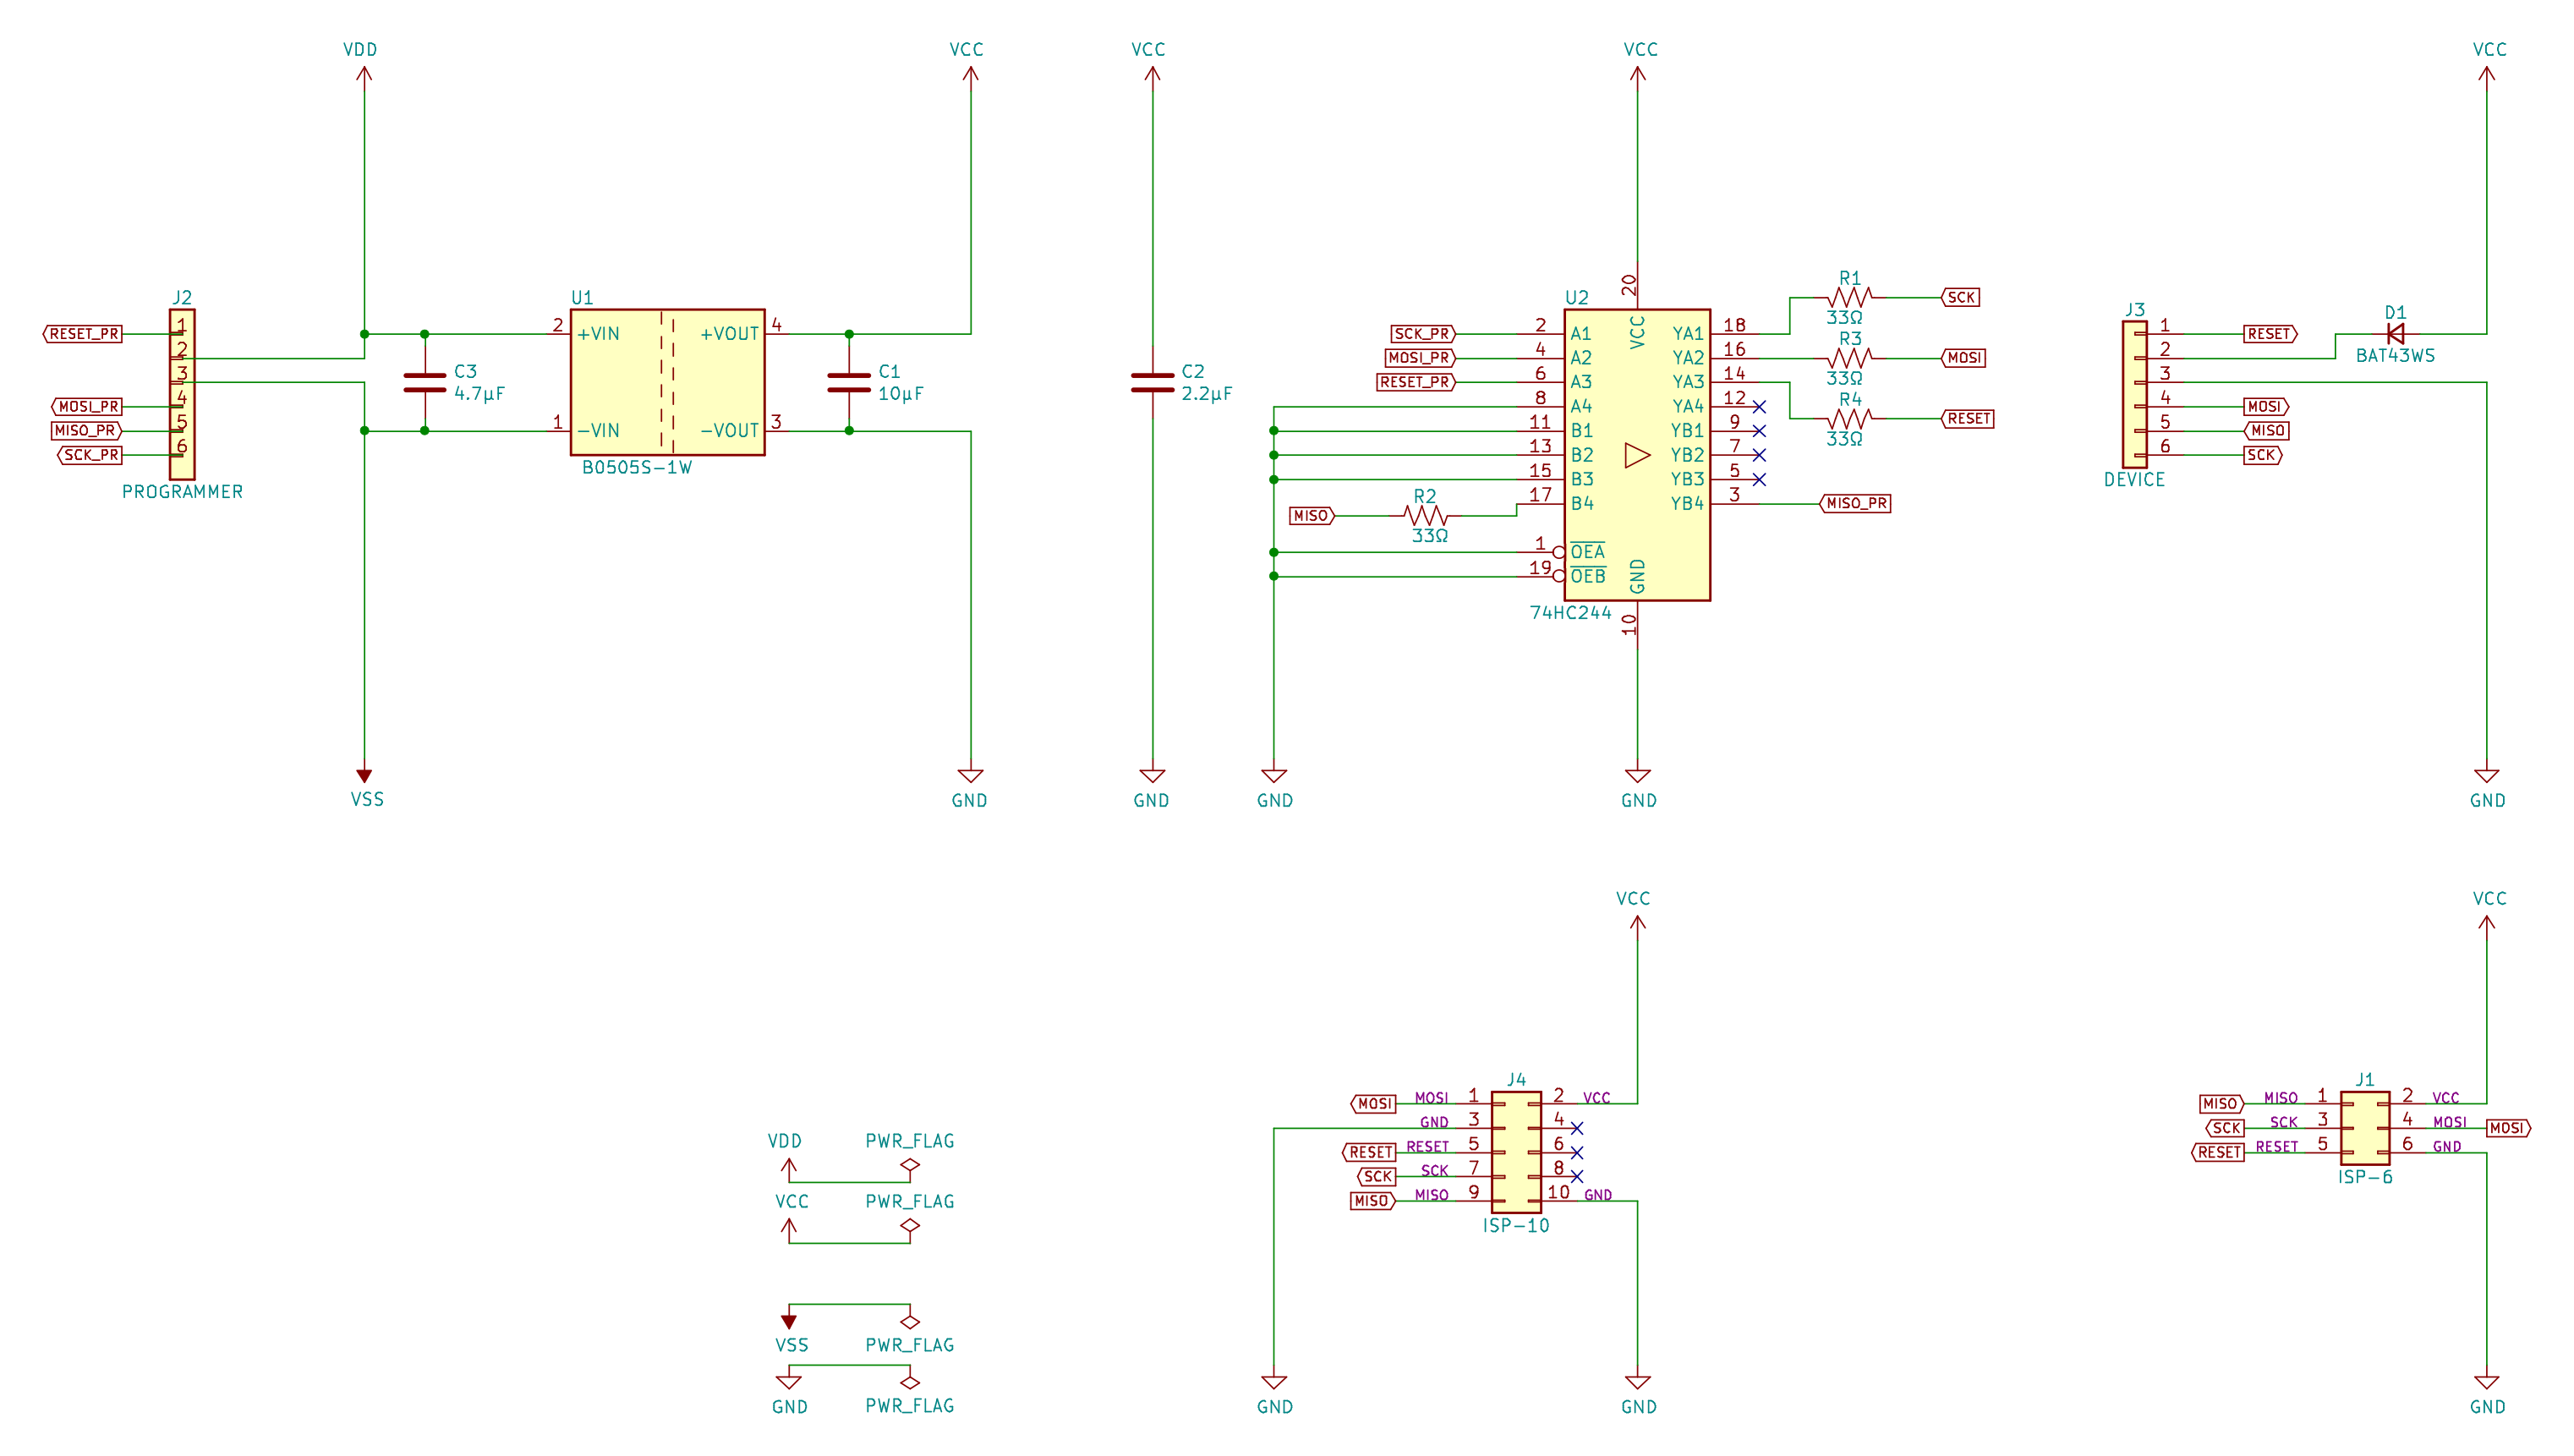 VDD
VCC
VCC
VCC
VCC
J2
RESET_PR
1
2
3
MOSI_PR
4
MISO_PR
5
SCK_PR
6
PROGRAMMER
VSS
C3
4.7µF
U1
2
+VIN
+VOUT
4
1
−VIN
−VOUT
3
B0505S−1W
C1
10µF
GND
C2
2.2µF
GND
GND
U2
20
VCC
SCK_PR
2
A1
YA1
18
MOSI_PR
4
A2
YA2
16
RESET_PR
6
A3
YA3
14
8
A4
YA4
12
11
B1
YB1
9
13
B2
YB2
7
15
B3
YB3
5
17
B4
YB4
3
MISO_PR
MISO
R2
33Ω
1
OEA
19
OEB
GND
10
74HC244
GND
R1
33Ω
SCK
R3
33Ω
MOSI
R4
33Ω
RESET
J3
1
RESET
2
3
4
MOSI
5
MISO
6
SCK
DEVICE
D1
BAT43WS
GND
VCC
VCC
J4
MOSI
MOSI
1
2
VCC
GND
3
4
RESET
RESET
5
6
SCK
SCK
7
8
MISO
MISO
9
10
GND
ISP−10
GND
GND
J1
MISO
MISO
1
2
VCC
SCK
SCK
3
4
MOSI
MOSI
RESET
RESET
5
6
GND
ISP−6
GND
VDD
PWR_FLAG
VCC
PWR_FLAG
VSS
PWR_FLAG
GND
PWR_FLAG